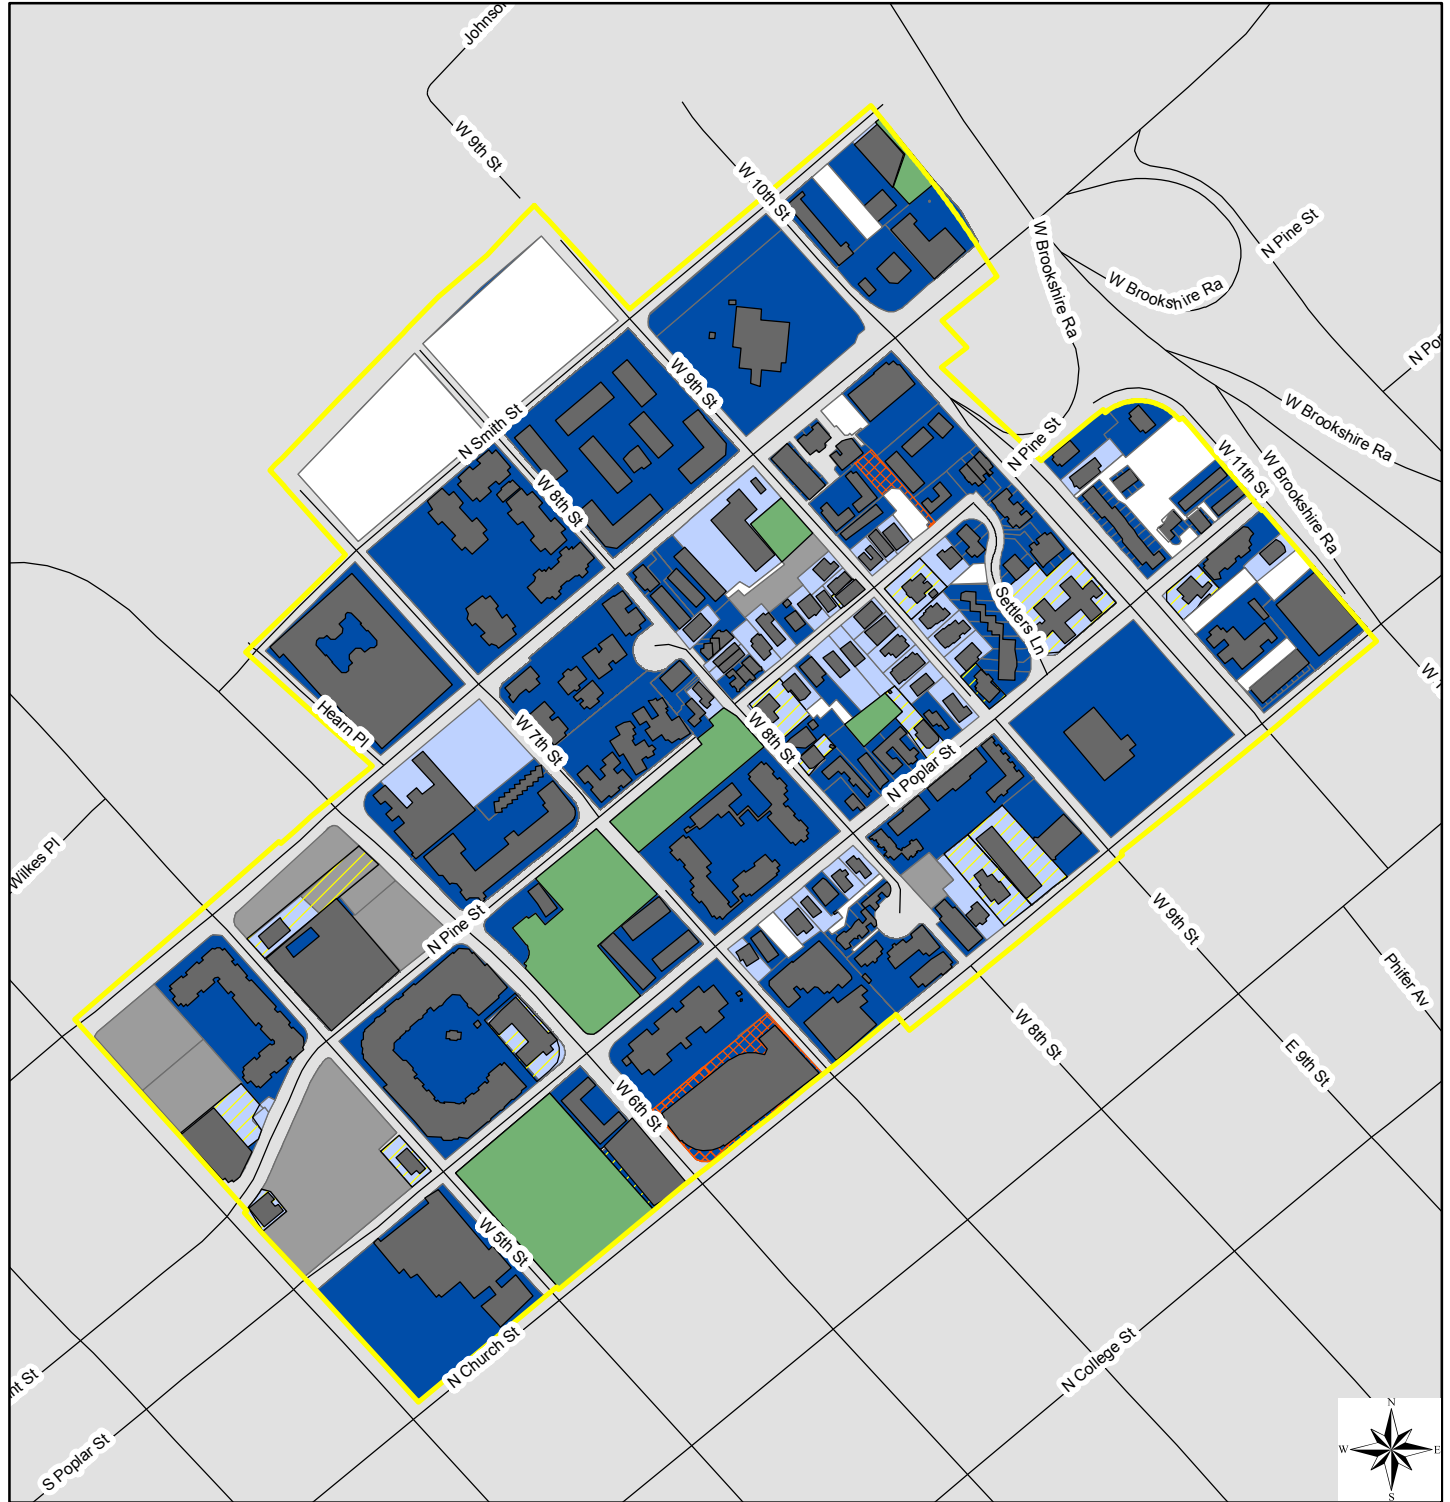 Johnso
W 9th St
W 10th St
N Pine St
W Brookshire Ra
W Brookshire Ra
N Po
W 9th St
W Brookshire Ra
N Smith St
N Pine St
W 11th St
W Brookshire Ra
W 8th St
Settlers Ln
W
Hearn Pl
W 7th St
W 8th St
N Poplar St
Wilkes Pl
N Pine St
W 9th St
Phifer Av
W 8th St
E 9th St
W 6th St
W 5th St
N Church St
N College St
nt St
S Poplar St
N
W
E
S